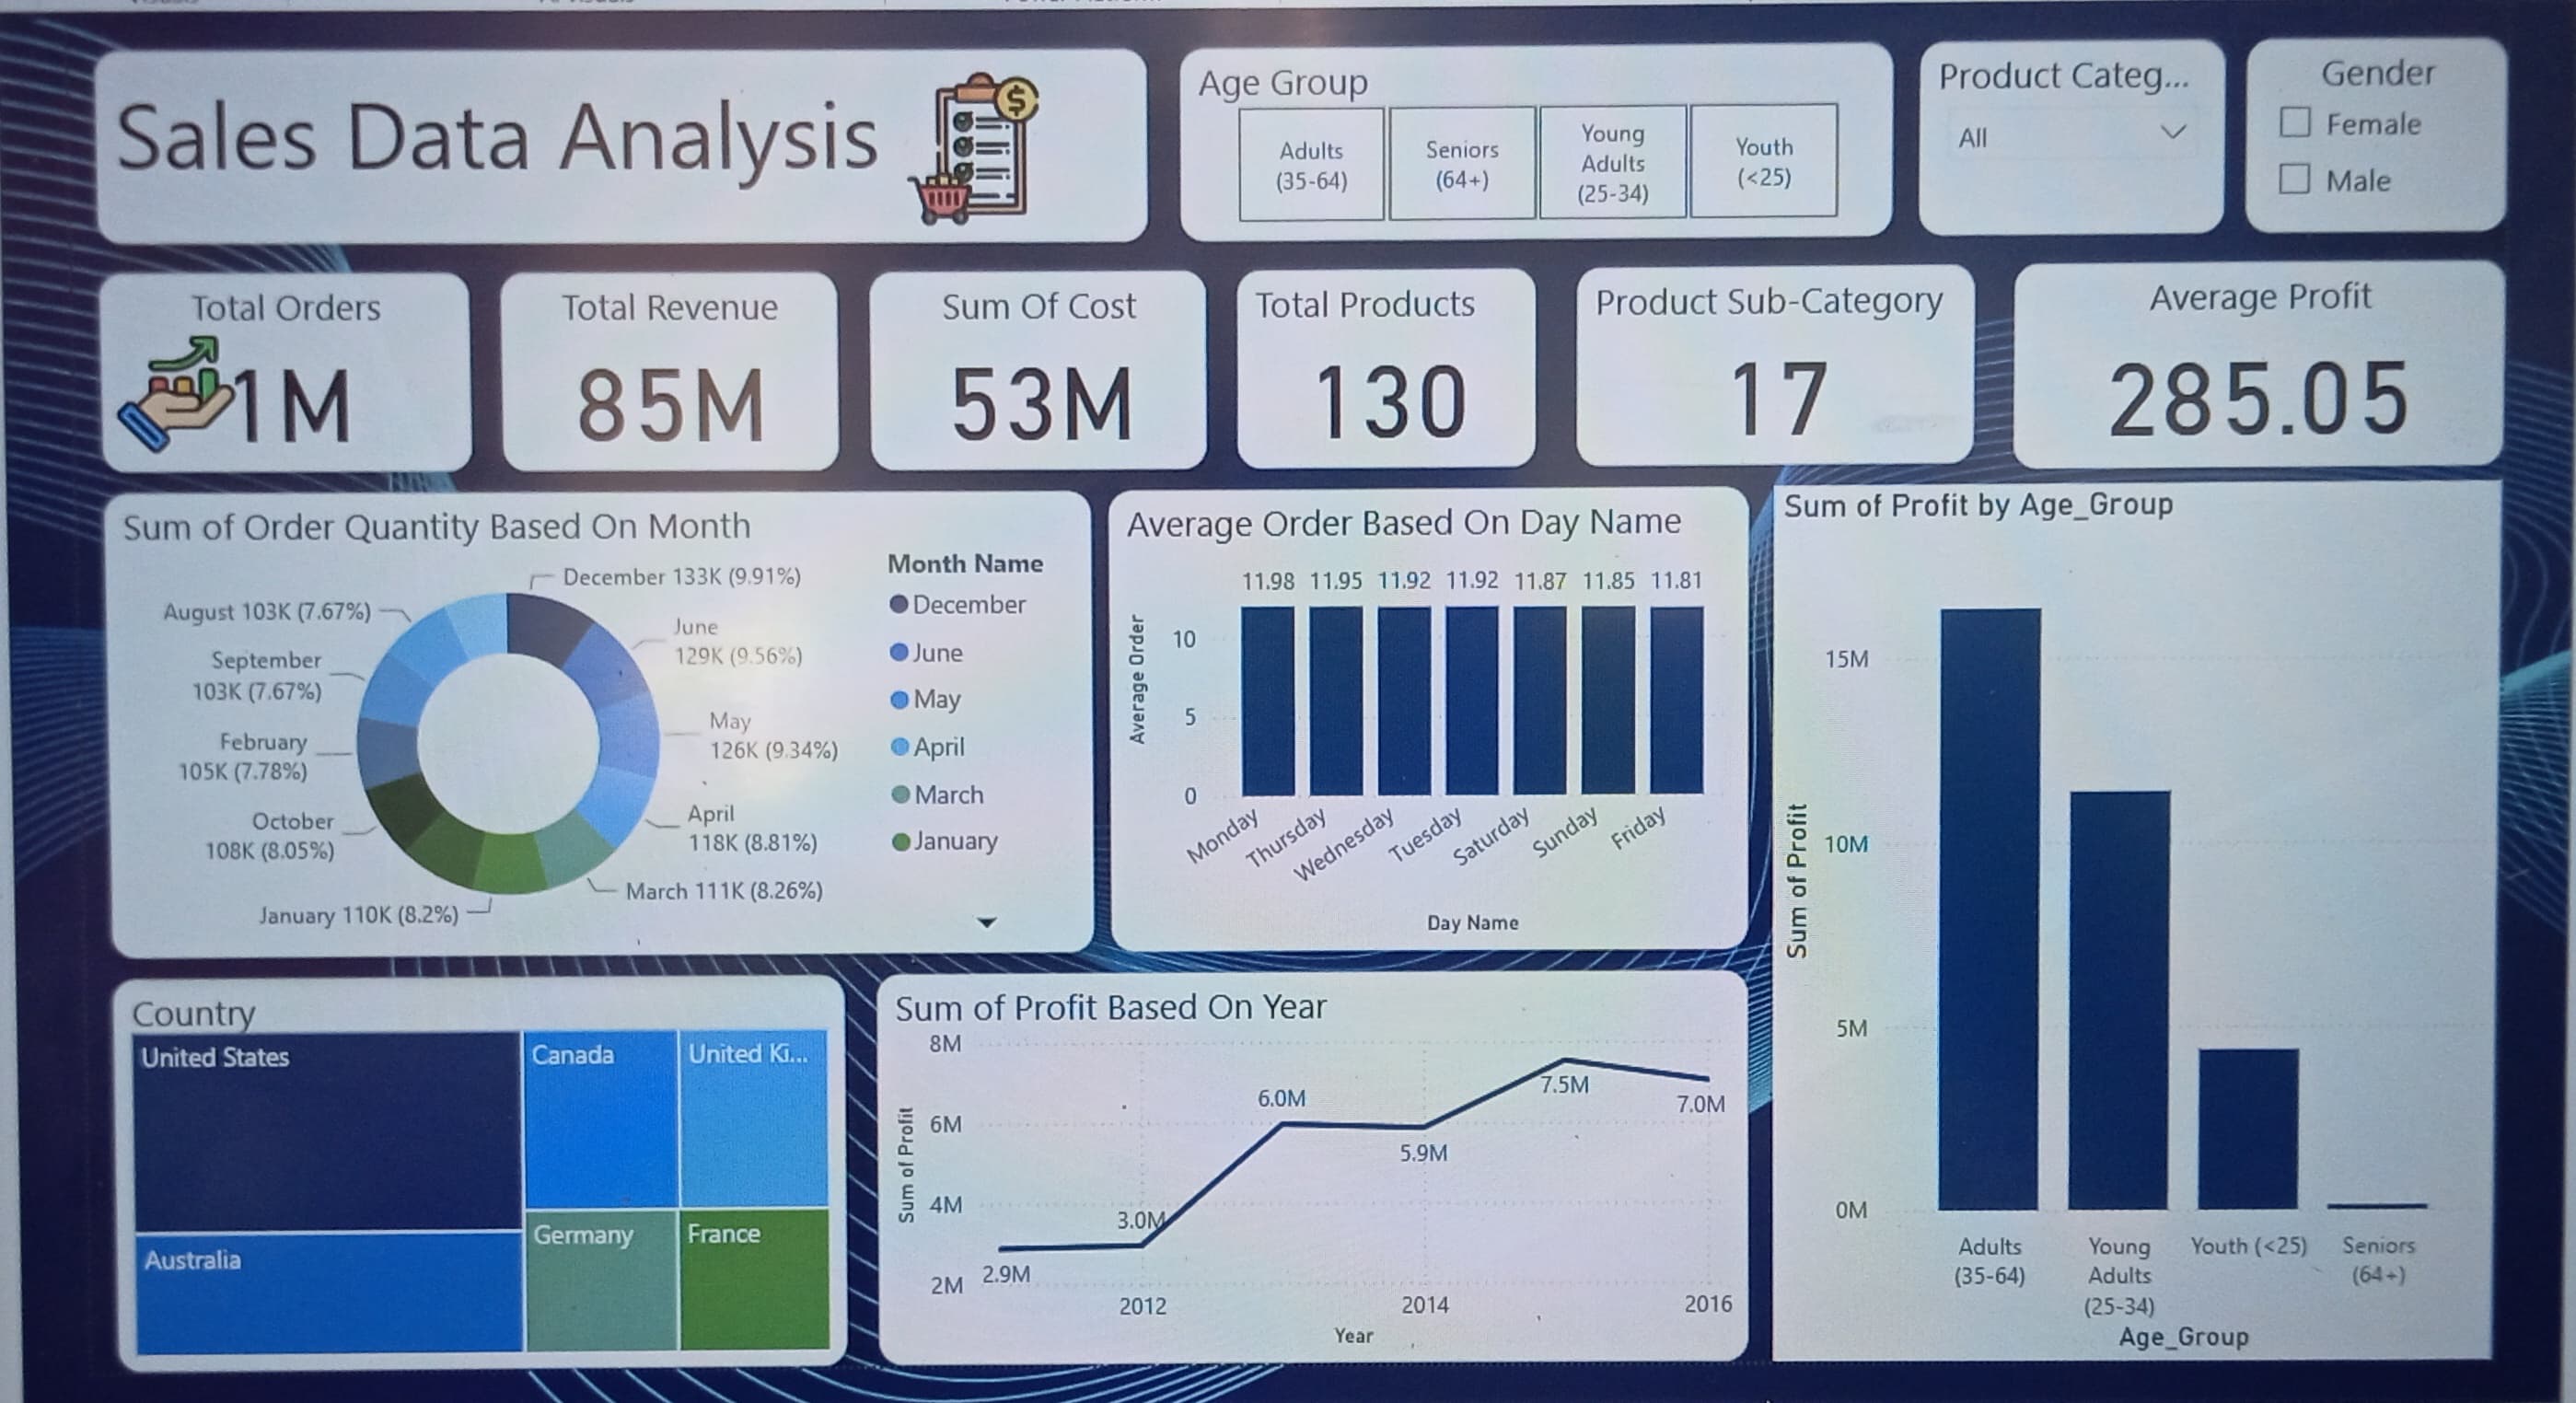 Sales Data Analysis
$
Age Group
Adults
(35-64)
Seniors
(64+)
Young
Adults
(25-34)
Youth
(<25)
Product Categ...
All
Gender
Female
Male
Total Orders
1M
Total Revenue
85M
Sum Of Cost
53M
Total Products
130
Product Sub-Category
17
Average Profit
285.05
Sum of Order Quantity Based On Month
December 133K (9.91%)
June
129K (9.56%)
May
126K (9.34%)
April
118K (8.81%)
March 111K (8.26%)
January 110K (8.2%)
October
108K (8.05%)
February
105K (7.78%)
September
103K (7.67%)
August 103K (7.67%)
Month Name
December
June
May
April
March
January
Average Order Based On Day Name
11.98 11.95 11.92 11.92 11.87 11.85 11.81
Average Order
10
5
0
Monday
Thursday
Wednesday
Tuesday
Saturday
Sunday
Friday
Day Name
Sum of Profit by Age_Group
Sum of Profit
15M
10M
5M
0M
Adults
(35-64)
Young
Adults
(25-34)
Youth (<25)
Seniors
(64+)
Age_Group
Country
United States
Australia
Canada
United Ki...
Germany
France
Sum of Profit Based On Year
Sum of Profit
8M
6M
4M
2M
2.9M
3.0M
6.0M
5.9M
7.5M
7.0M
2012
2014
2016
Year